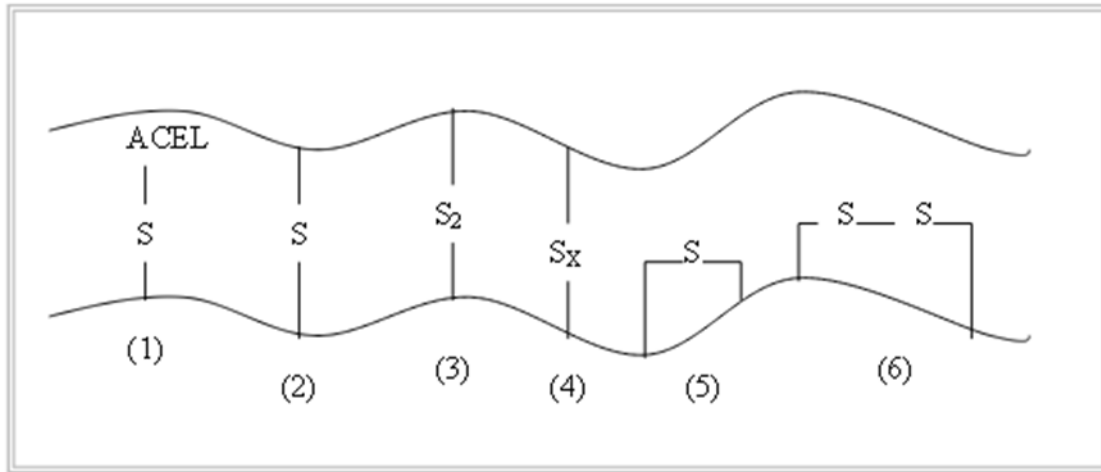 ACEL
S S S₂ Sx S S S
(1) (2) (3) (4) (5) (6)